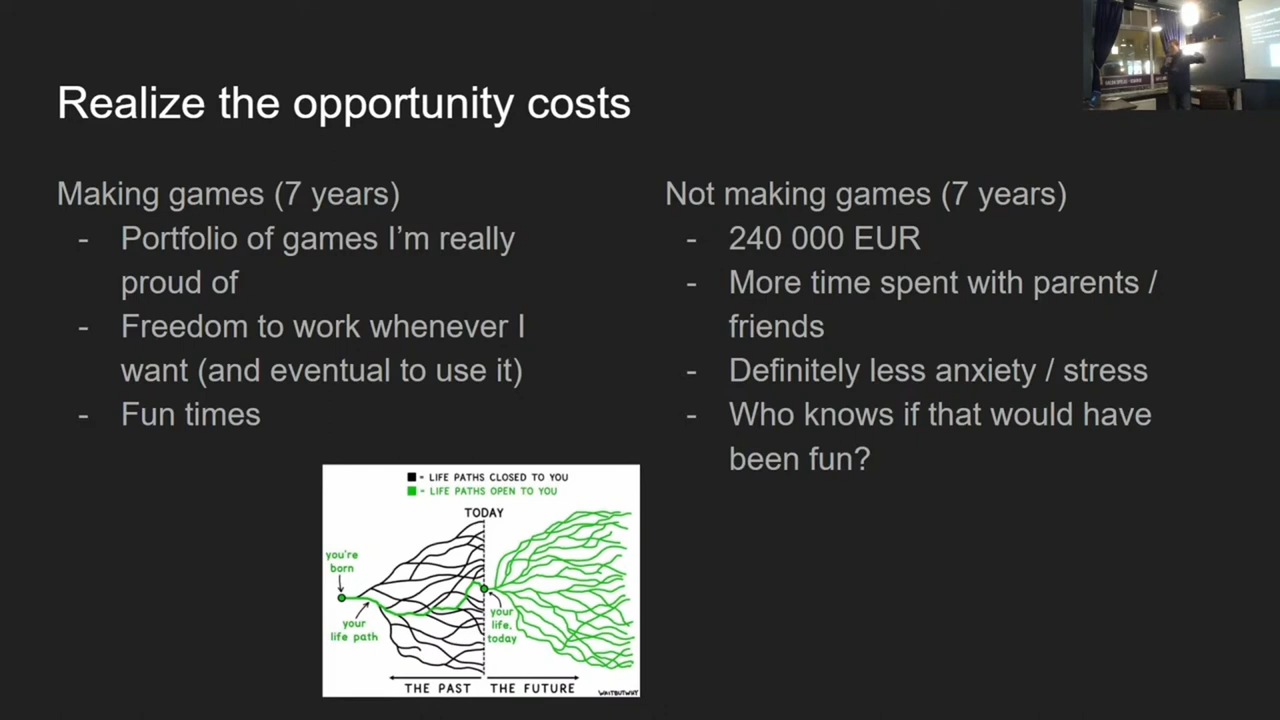 Realize the opportunity costs
Making games (7 years)
- Portfolio of games I'm really
proud of
- Freedom to work whenever I
want (and eventual to use it)
- Fun times
Not making games (7 years)
- 240 000 EUR
- More time spent with parents /
friends
- Definitely less anxiety / stress
- Who knows if that would have
been fun?
= LIFE PATHS CLOSED TO YOU
= LIFE PATHS OPEN TO YOU
TODAY
you're
born
your
life path
your
life,
today
THE PAST
THE FUTURE
WAITBUTWHY